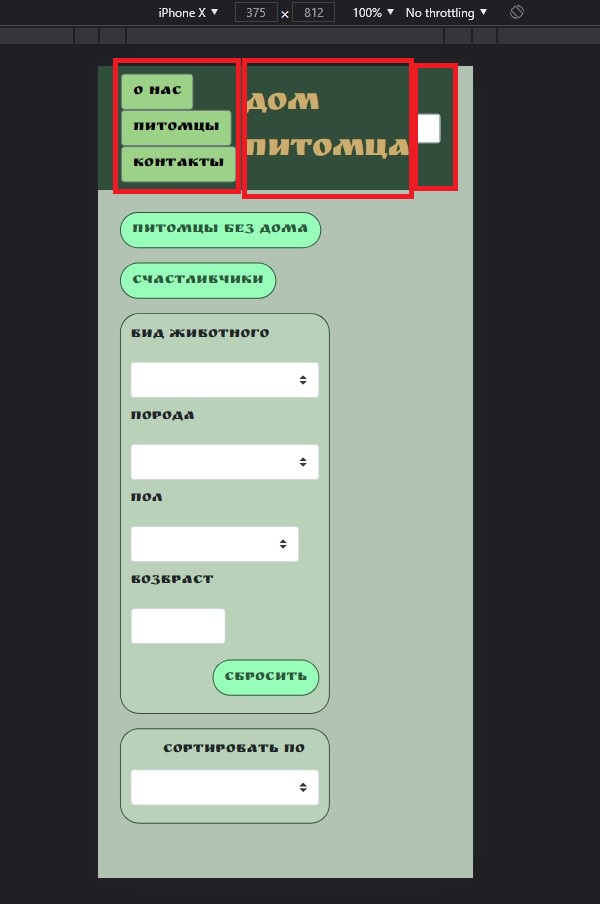 iPhone X ▼ 375 × 812 100% ▼ No throttling ▼
О НАС
ПИТОМЦЫ
КОНТАКТЫ
ДОМ
ПИТОМЦА
ПИТОМЦЫ БЕЗ ДОМА
СЧАСТЛИВЧИКИ
ВИД ЖИВОТНОГО
ПОРОДА
ПОЛ
ВОЗВРАСТ
СБРОСИТЬ
СОРТИРОВАТЬ ПО